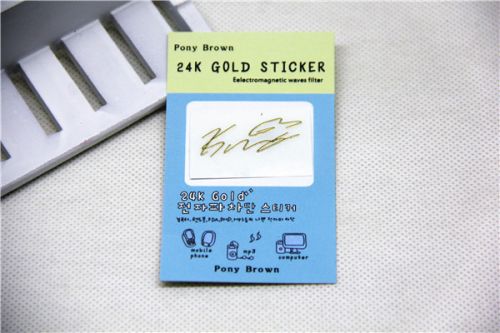 Pony Brown
24K GOLD STICKER
Eelectromagnetic waves filter
24K Gold
전자파 차단 스티커
mobile phone
mp3
computer
Pony Brown